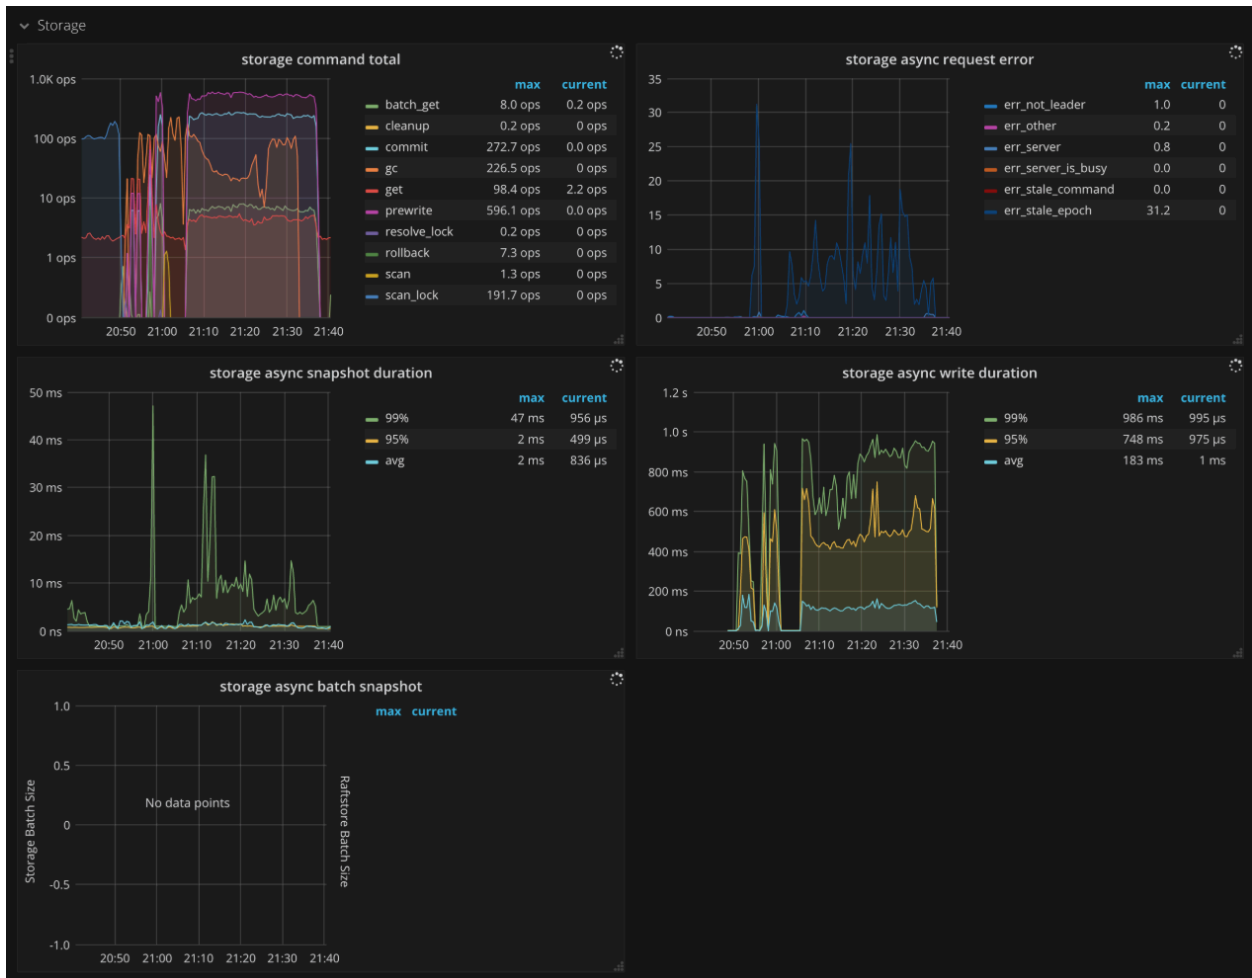 Storage
storage command total
max current
1.0K ops
100 ops
10 ops
1 ops
0 ops
20:50 21:00 21:10 21:20 21:30 21:40
batch_get 8.0 ops 0.2 ops
cleanup 0.2 ops 0 ops
commit 272.7 ops 0.0 ops
gc 226.5 ops 0 ops
get 98.4 ops 2.2 ops
prewrite 596.1 ops 0.0 ops
resolve_lock 0.2 ops 0 ops
rollback 7.3 ops 0 ops
scan 1.3 ops 0 ops
scan_lock 191.7 ops 0 ops
storage async request error
max current
35
30
25
20
15
10
5
0
20:50 21:00 21:10 21:20 21:30 21:40
err_not_leader 1.0 0
err_other 0.2 0
err_server 0.8 0
err_server_is_busy 0.0 0
err_stale_command 0.0 0
err_stale_epoch 31.2 0
storage async snapshot duration
max current
50 ms
40 ms
30 ms
20 ms
10 ms
0 ns
20:50 21:00 21:10 21:20 21:30 21:40
99% 47 ms 956 µs
95% 2 ms 499 µs
avg 2 ms 836 µs
storage async write duration
max current
1.2 s
1.0 s
800 ms
600 ms
400 ms
200 ms
0 ns
20:50 21:00 21:10 21:20 21:30 21:40
99% 986 ms 995 µs
95% 748 ms 975 µs
avg 183 ms 1 ms
storage async batch snapshot
max current
1.0
0.5
0
-0.5
-1.0
Storage Batch Size
No data points
Raftstore Batch Size
20:50 21:00 21:10 21:20 21:30 21:40